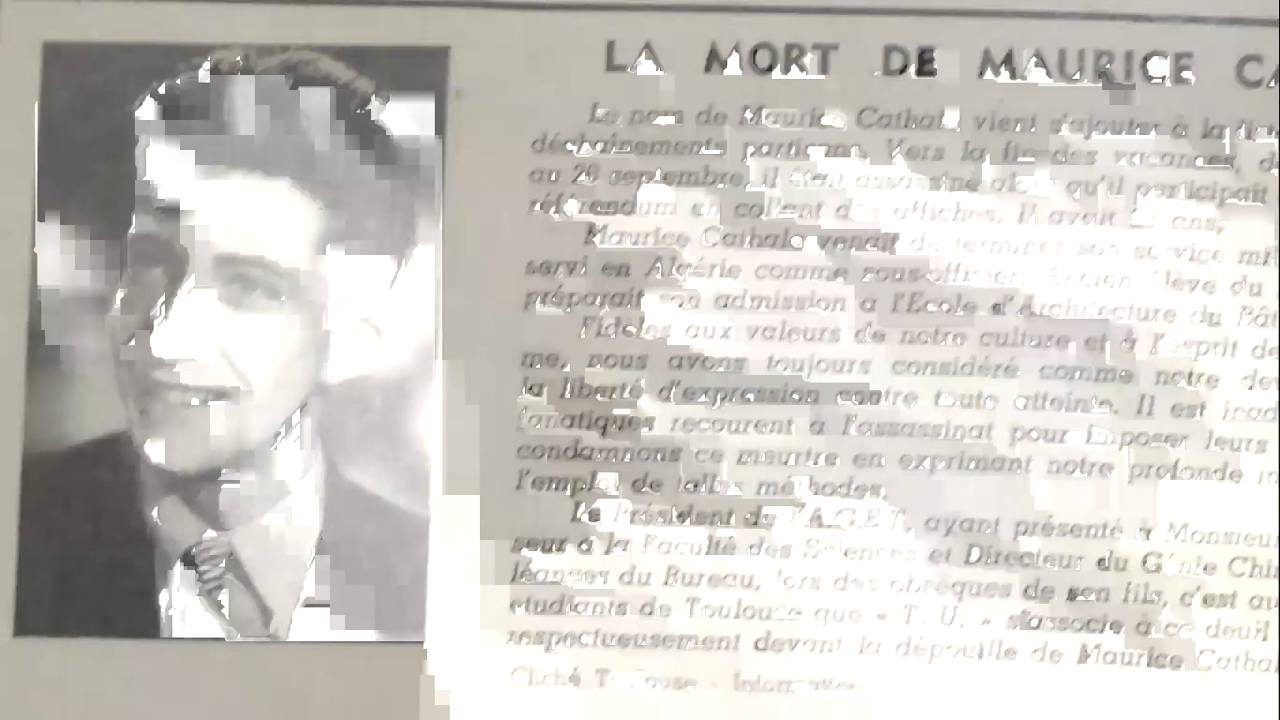 LA MORT DE MAURICE
Le nom de Maurice Cathala vient s'ajouter à la
déchaînements partisans. Vers la fin des vacances,
au 29 septembre, il était assassiné alors qu'il participait
référendum en collant des affiches. Il avait ans,
Maurice Cathala venait de terminer son service
servi en Algérie comme sous-officier. Ancien élève du
préparait son admission a l'Ecole d'Architecture du
Fidèles aux valeurs de notre culture et à l'esprit
me, nous avons toujours considéré comme notre
la liberté d'expression contre toute atteinte. Il est
fanatiques recourent à l'assassinat pour imposer leurs
condamnons ce meurtre en exprimant notre profonde
l'emploi de telles méthodes.
Le Président de l'A.G.E.T. ayant présenté à Monsieur
seur à la Faculté des Sciences et Directeur du Génie
léances du Bureau, lors des obsèques de son fils, c'est
etudiants de Toulouse que « T. U. » s'associe à ce deuil
respectueusement devant la dépouille de Maurice
Cliché Toulouse -